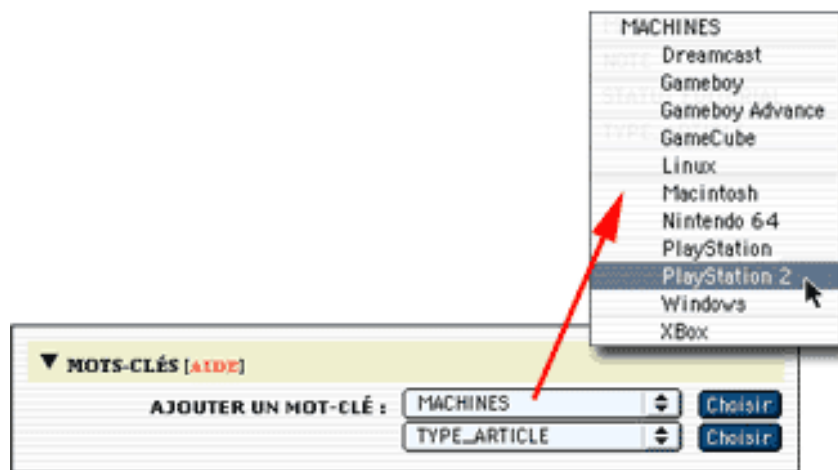 MACHINES
Dreamcast
Gameboy
Gameboy Advance
GameCube
Linux
Macintosh
Nintendo 64
PlayStation
PlayStation 2
Windows
XBox
MOTS-CLÉS [AIDE]
AJOUTER UN MOT-CLÉ : MACHINES Choisir
TYPE_ARTICLE Choisir